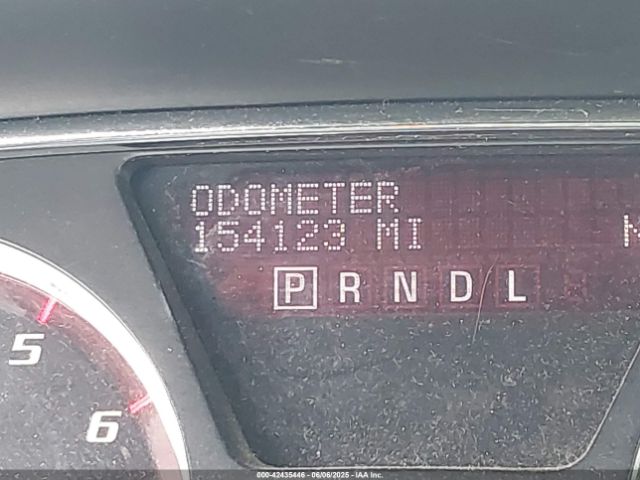 ODOMETER
154123 MI N
P R N D L
5
6
000-42435446 - 06/06/2025 - IAA Inc.